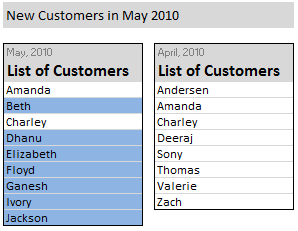 New Customers in May 2010
May, 2010
List of Customers
Amanda
Beth
Charley
Dhanu
Elizabeth
Floyd
Ganesh
Ivory
Jackson
April, 2010
List of Customers
Andersen
Amanda
Charley
Deeraj
Sony
Thomas
Valerie
Zach